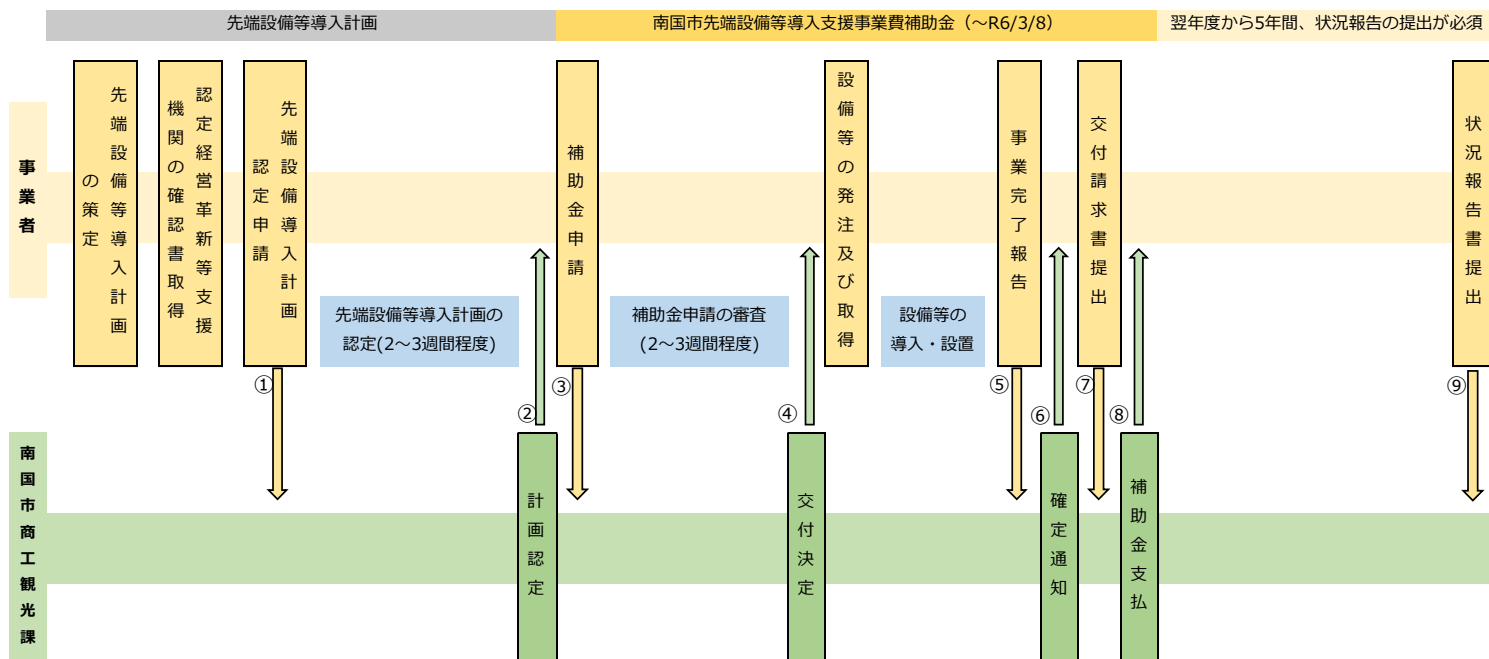 先端設備等導入計画
南国市先端設備等導入支援事業費補助金（～R6/3/8）
翌年度から5年間、状況報告の提出が必須
事業者
先端設備等導入計画
の策定
認定経営革新等支援
機関の確認書取得
先端設備導入計画
認定申請
先端設備等導入計画の
認定(2～3週間程度)
補助金申請
補助金申請の審査
(2～3週間程度)
設備等の発注及び取得
設備等の
導入・設置
事業完了報告
交付請求書提出
状況報告書提出
①
②
③
④
⑤
⑥
⑦
⑧
⑨
南国市商工観光課
計画認定
交付決定
確定通知
補助金支払